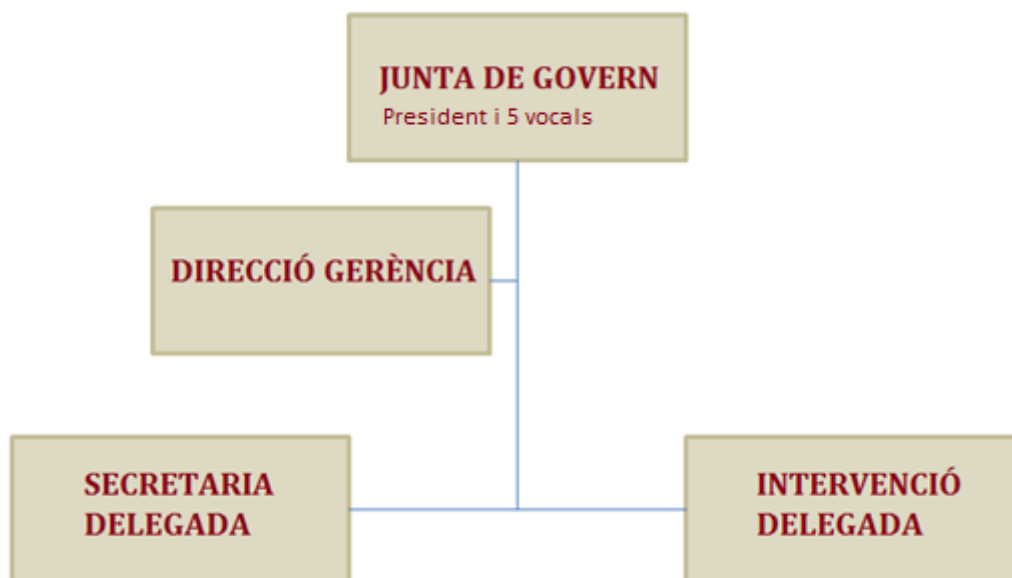 JUNTA DE GOVERN
President i 5 vocals
DIRECCIÓ GERÈNCIA
SECRETARIA
DELEGADA
INTERVENCIÓ
DELEGADA